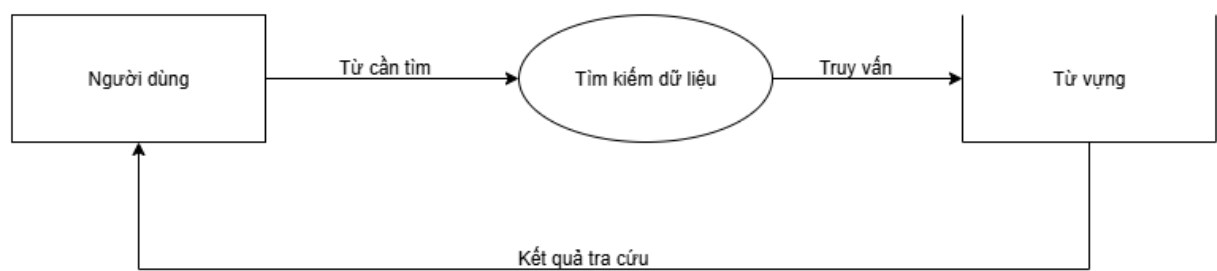 Người dùng
Từ cần tìm
Tìm kiếm dữ liệu
Truy vấn
Từ vựng
Kết quả tra cứu